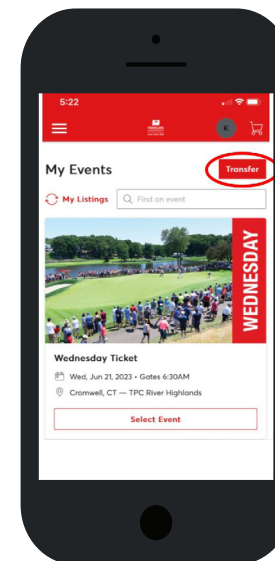 5:22
K
My Events
Transfer
My Listings
Find an event
WEDNESDAY
Wednesday Ticket
Wed, Jun 21, 2023 • Gates 6:30AM
Cromwell, CT — TPC River Highlands
Select Event